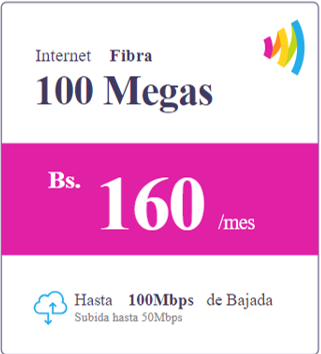 Internet Fibra
100 Megas
Bs. 160 /mes
Hasta 100Mbps de Bajada
Subida hasta 50Mbps